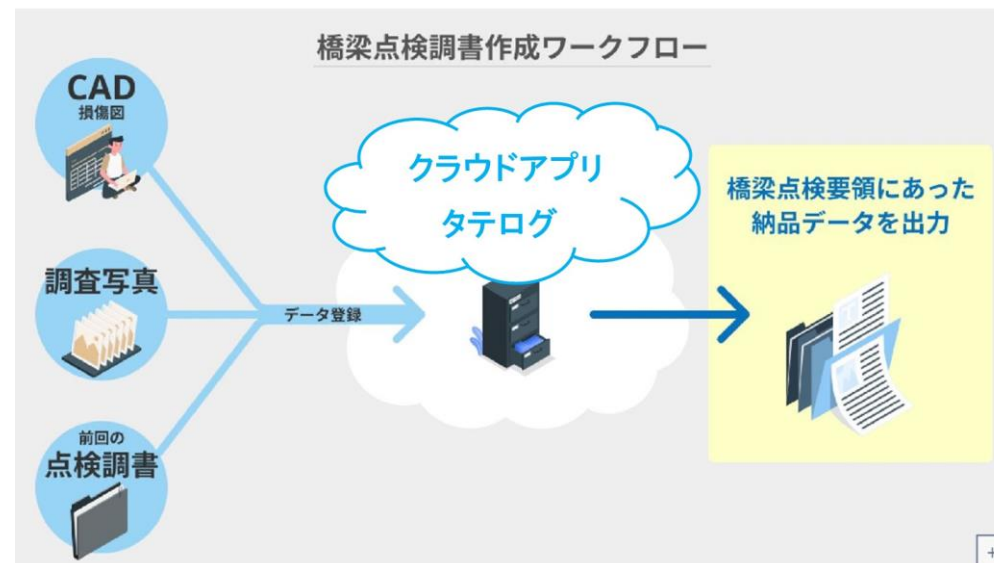 橋梁点検調書作成ワークフロー
CAD
損傷図
調査写真
前回の
点検調書
データ登録
クラウドアプリ
タテログ
橋梁点検要領にあった
納品データを出力